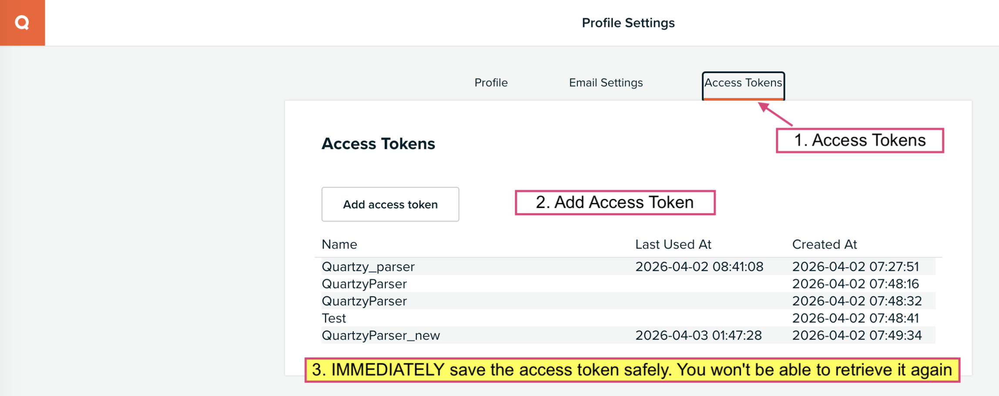 Q
Profile Settings
Profile Email Settings Access Tokens
1. Access Tokens
Access Tokens
Add access token
2. Add Access Token
Name Last Used At Created At
Quartzy_parser 2026-04-02 08:41:08 2026-04-02 07:27:51
QuartzyParser 2026-04-02 07:48:16
QuartzyParser 2026-04-02 07:48:32
Test 2026-04-02 07:48:41
QuartzyParser_new 2026-04-03 01:47:28 2026-04-02 07:49:34
3. IMMEDIATELY save the access token safely. You won't be able to retrieve it again